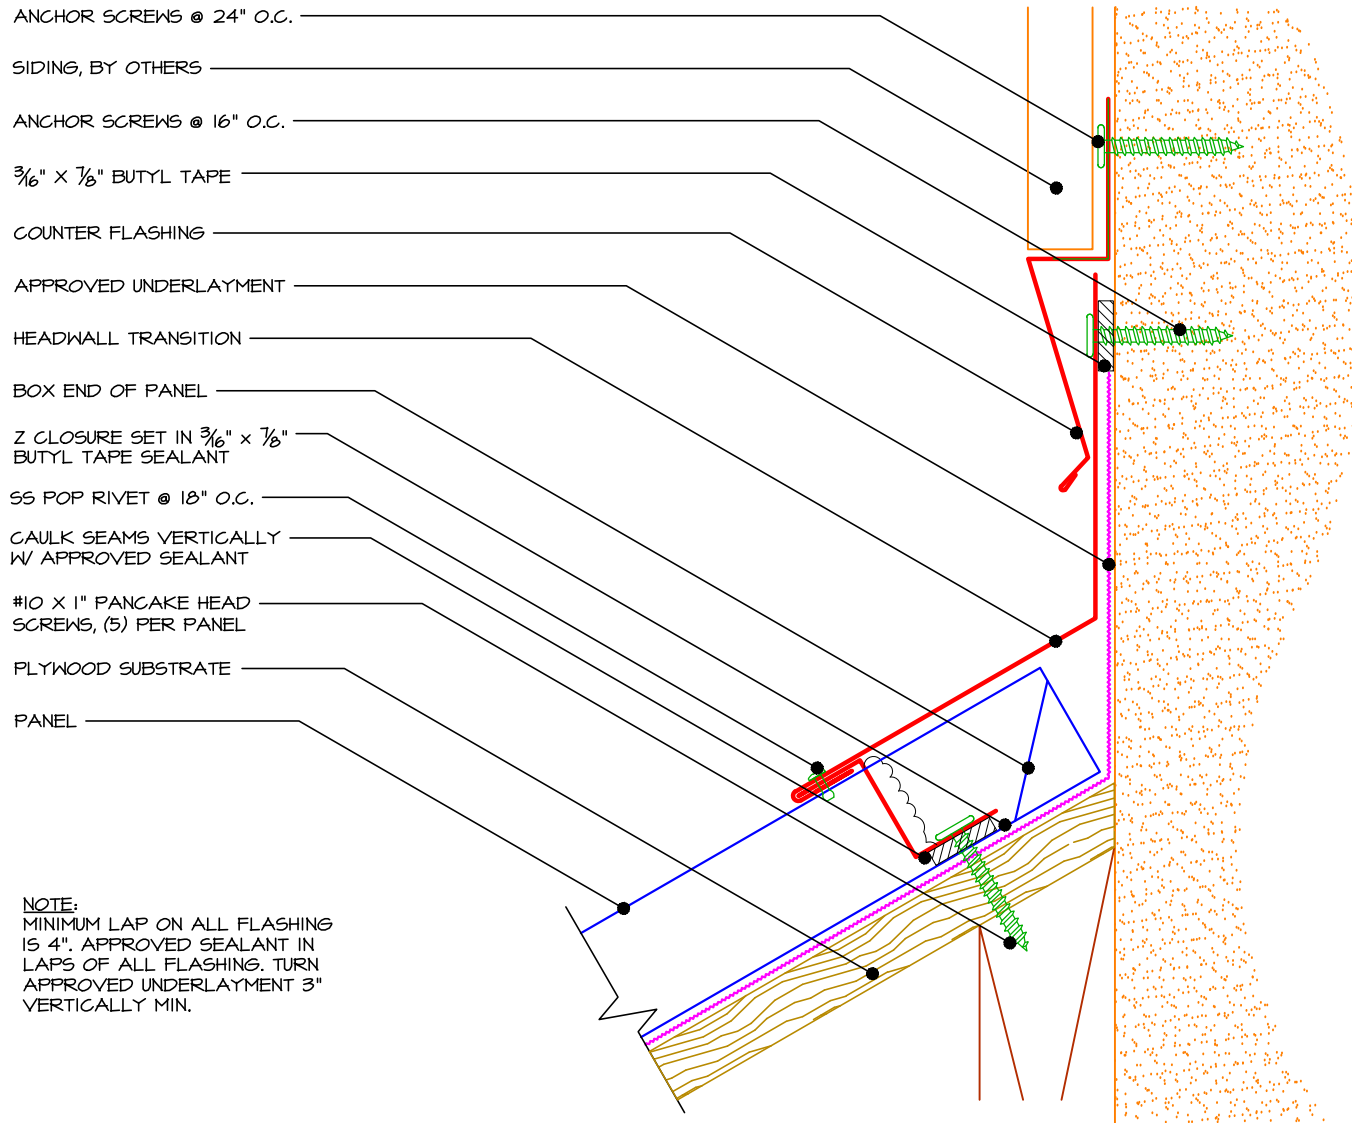 ANCHOR SCREWS @ 24" O.C.
SIDING, BY OTHERS
ANCHOR SCREWS @ 16" O.C.
3/16" X 7/8" BUTYL TAPE
COUNTER FLASHING
APPROVED UNDERLAYMENT
HEADWALL TRANSITION
BOX END OF PANEL
Z CLOSURE SET IN 3/16" x 7/8"
BUTYL TAPE SEALANT
SS POP RIVET @ 18" O.C.
CAULK SEAMS VERTICALLY
W/ APPROVED SEALANT
#10 X 1" PANCAKE HEAD
SCREWS, (5) PER PANEL
PLYWOOD SUBSTRATE
PANEL
NOTE:
MINIMUM LAP ON ALL FLASHING
IS 4". APPROVED SEALANT IN
LAPS OF ALL FLASHING. TURN
APPROVED UNDERLAYMENT 3"
VERTICALLY MIN.